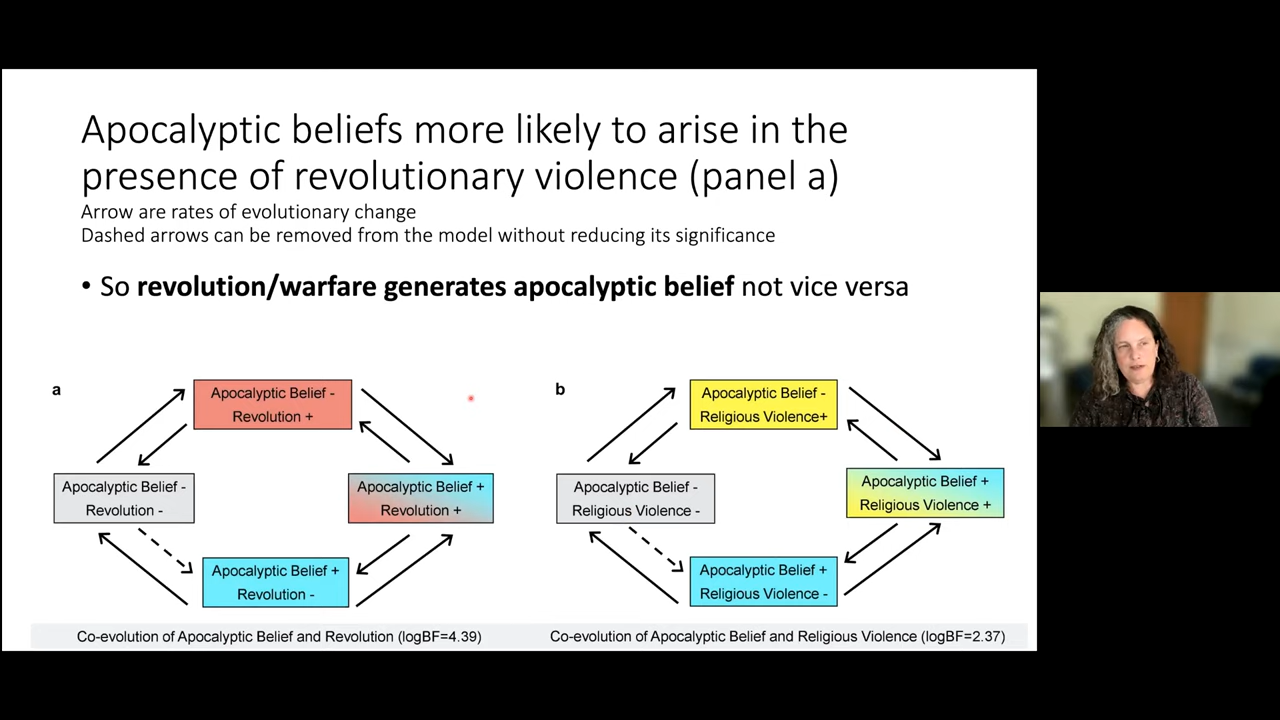 Apocalyptic beliefs more likely to arise in the
presence of revolutionary violence (panel a)
Arrow are rates of evolutionary change
Dashed arrows can be removed from the model without reducing its significance
• So revolution/warfare generates apocalyptic belief not vice versa
a
Apocalyptic Belief -
Revolution +
Apocalyptic Belief -
Revolution -
Apocalyptic Belief +
Revolution +
Apocalyptic Belief +
Revolution -
Co-evolution of Apocalyptic Belief and Revolution (logBF=4.39)
b
Apocalyptic Belief -
Religious Violence+
Apocalyptic Belief -
Religious Violence -
Apocalyptic Belief +
Religious Violence +
Apocalyptic Belief +
Religious Violence -
Co-evolution of Apocalyptic Belief and Religious Violence (logBF=2.37)